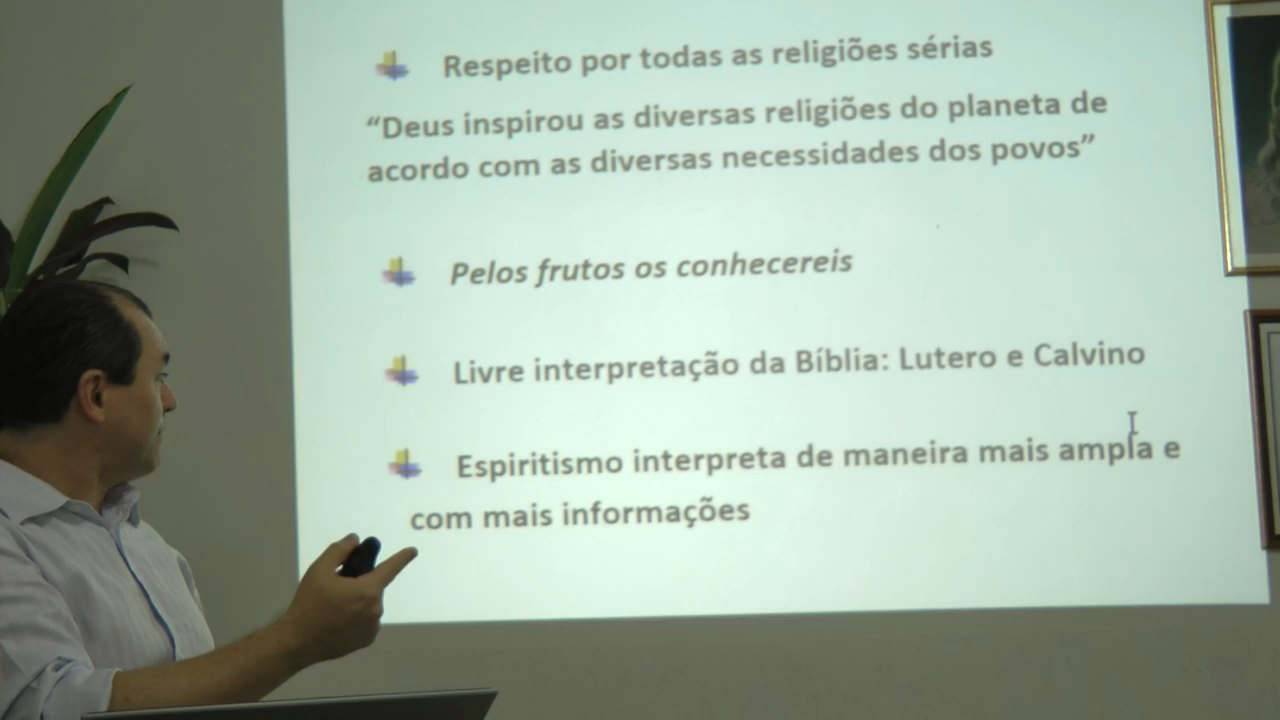 Respeito por todas as religiões sérias
“Deus inspirou as diversas religiões do planeta de
acordo com as diversas necessidades dos povos”
Pelos frutos os conhecereis
Livre interpretação da Bíblia: Lutero e Calvino
Espiritismo interpreta de maneira mais ampla e
com mais informações